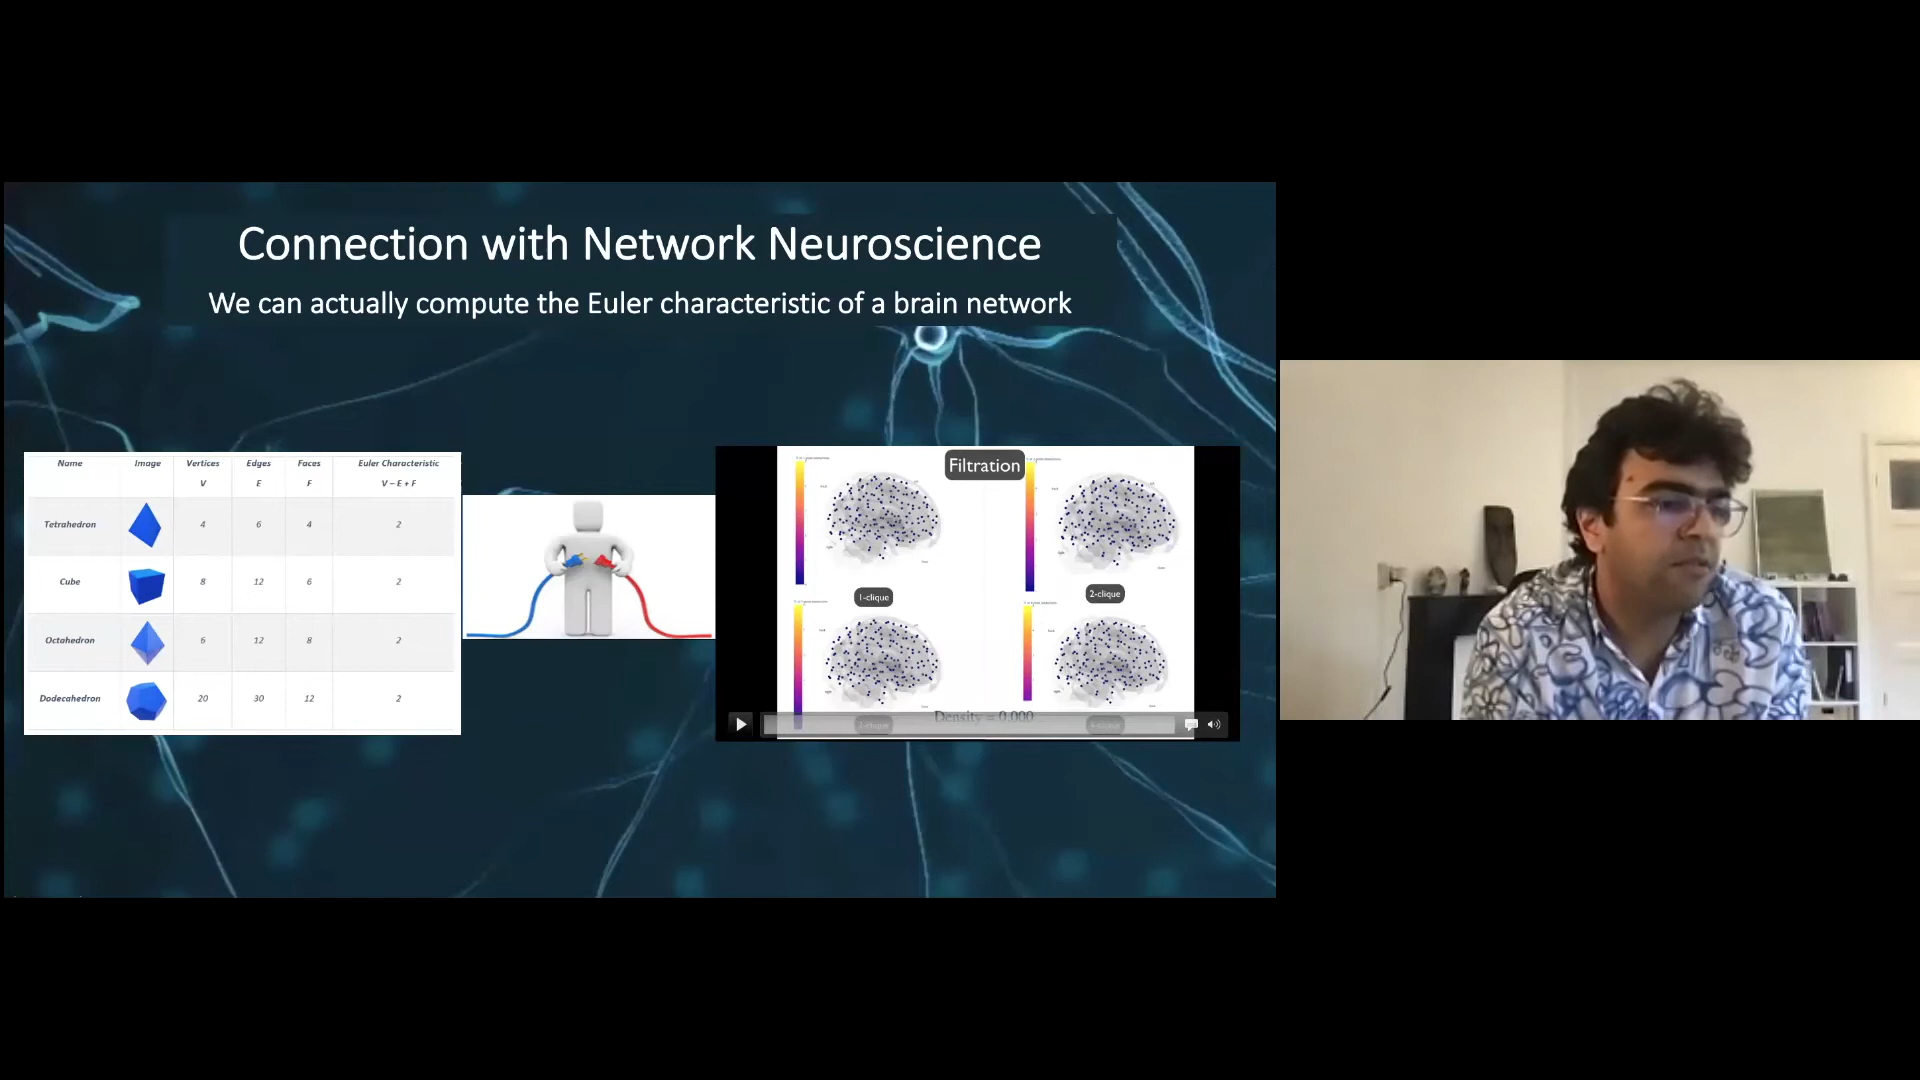 Connection with Network Neuroscience
We can actually compute the Euler characteristic of a brain network
Name Image Vertices Edges Faces Euler Characteristic
V E F V – E + F
Tetrahedron 4 6 4 2
Cube 8 12 6 2
Octahedron 6 12 8 2
Dodecahedron 20 30 12 2
Filtration
1-clique
2-clique
Density = 0.000